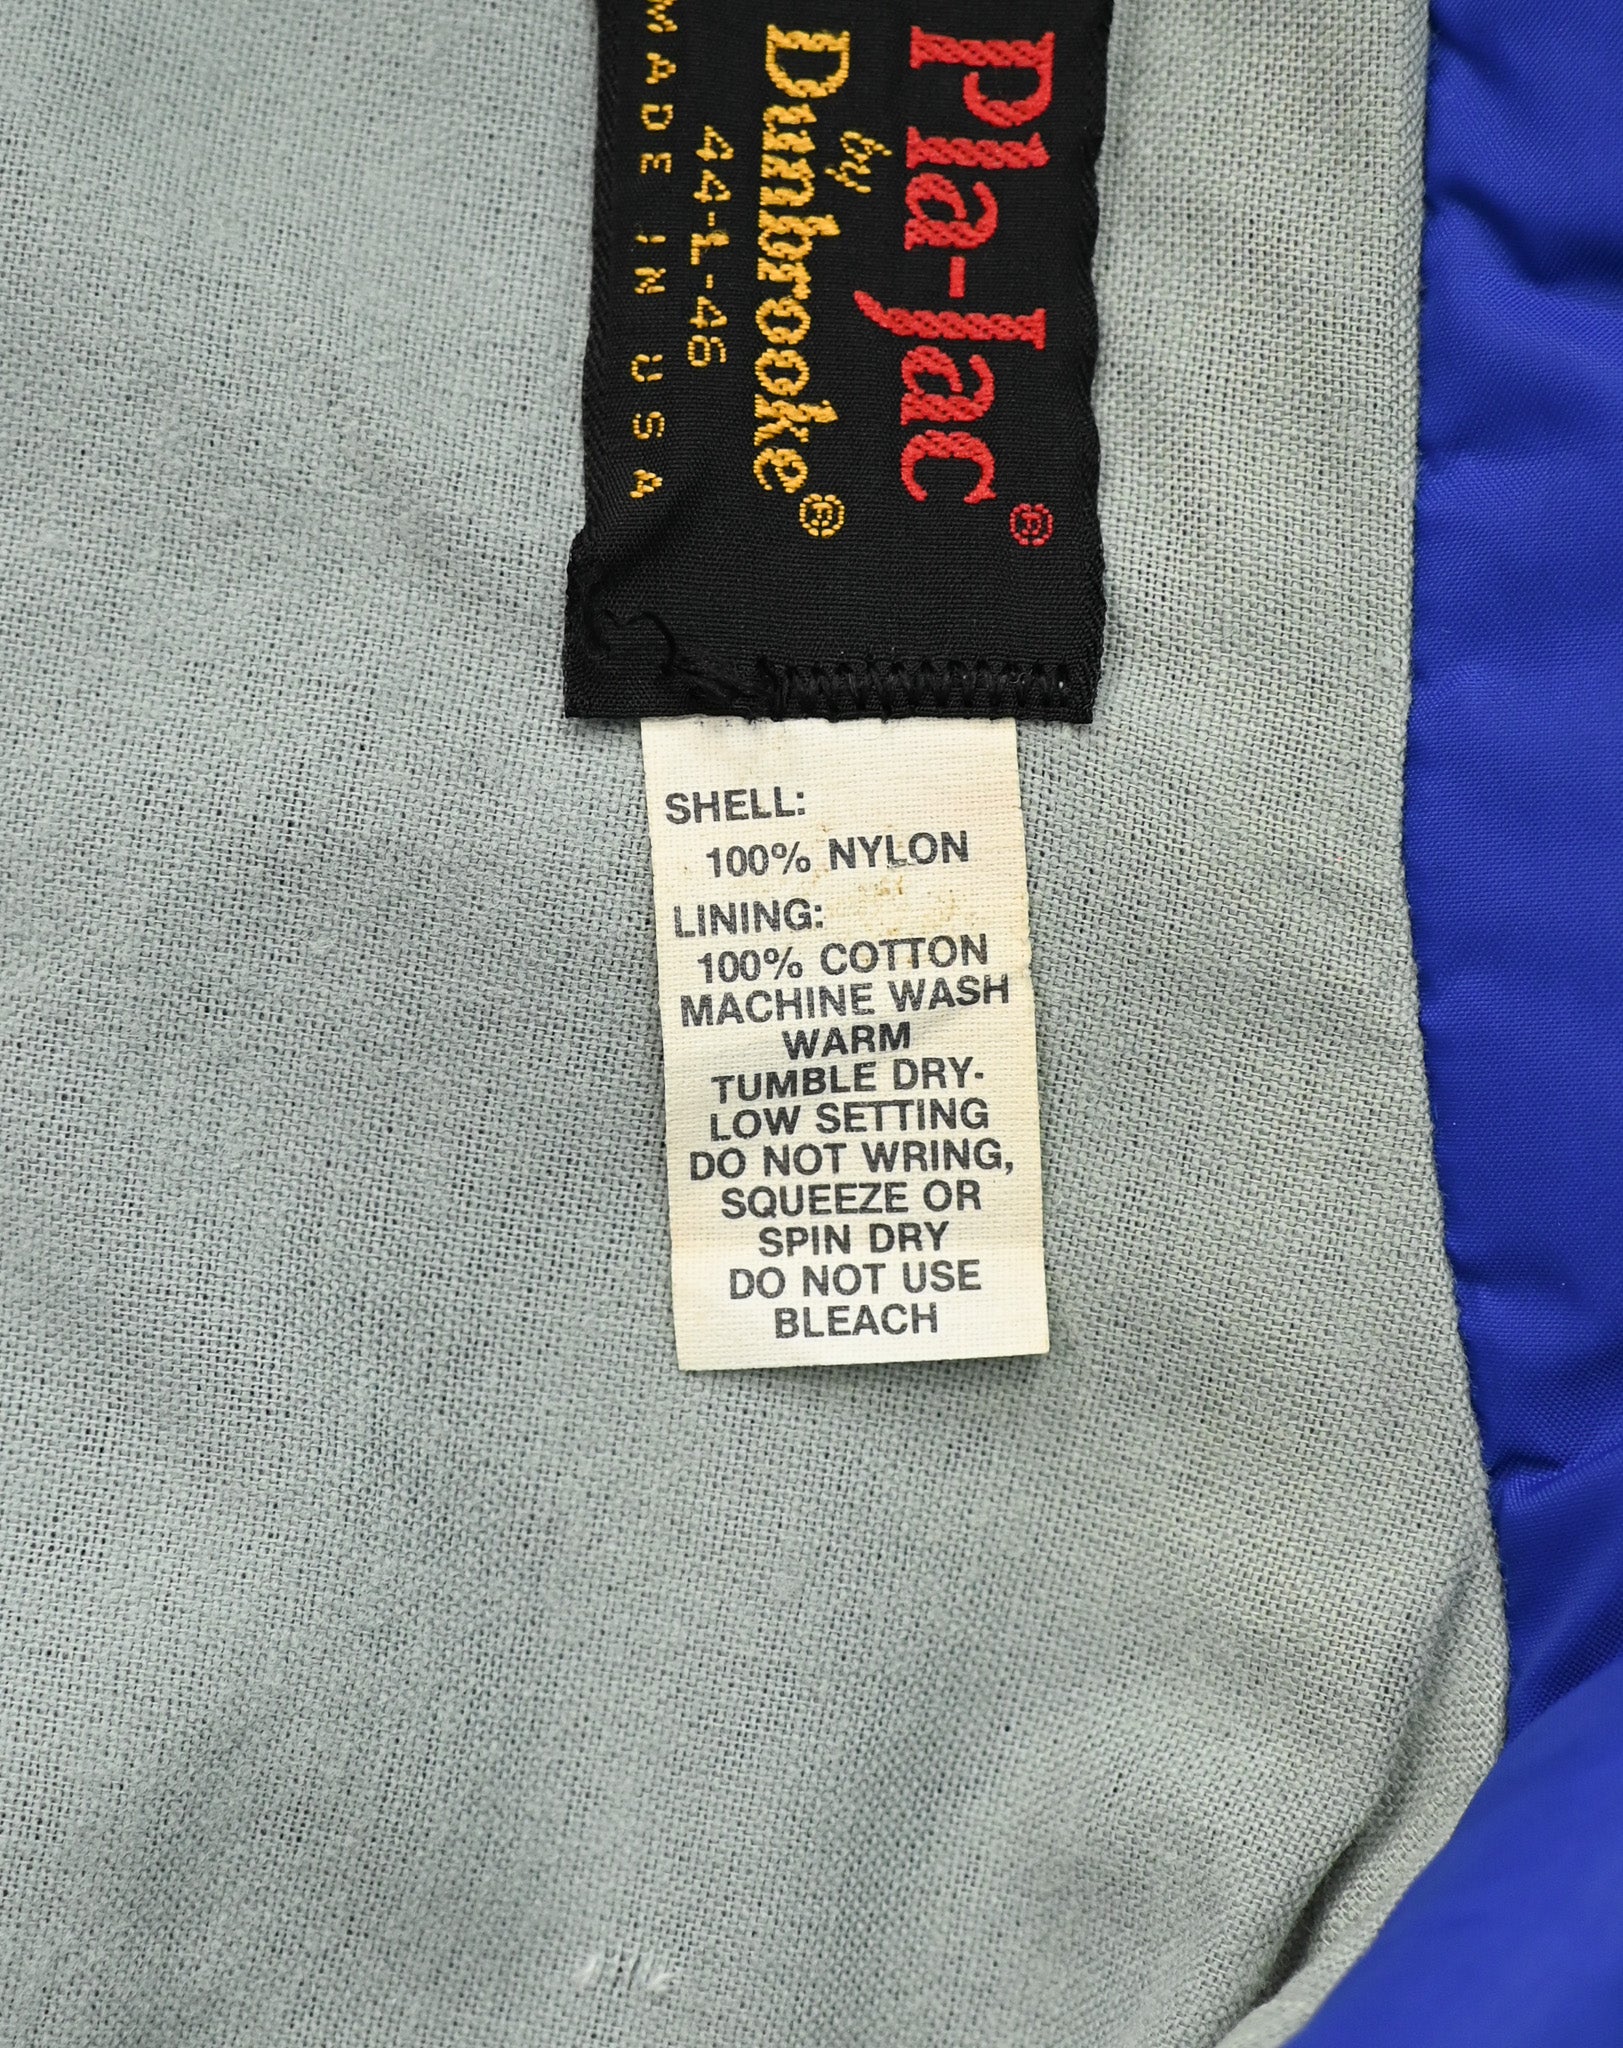 Pla-Jac®
by
Dunbrooke®
44-L-46
MADE IN USA
SHELL:
100% NYLON
LINING:
100% COTTON
MACHINE WASH
WARM
TUMBLE DRY-
LOW SETTING
DO NOT WRING,
SQUEEZE OR
SPIN DRY
DO NOT USE
BLEACH